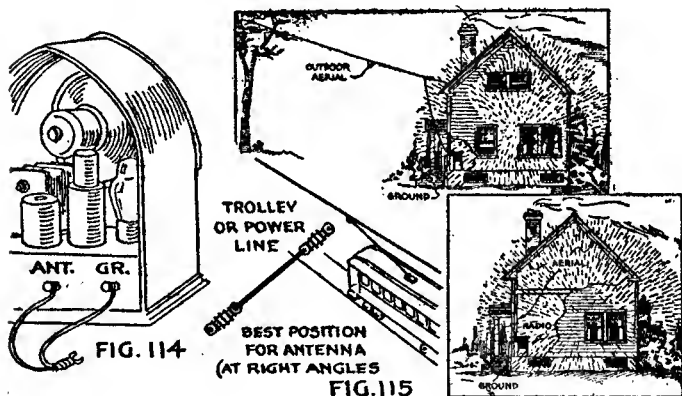 OUTDOOR
AERIAL
GROUND
TROLLEY
OR POWER
LINE
ANT. GR.
FIG. 114
BEST POSITION
FOR ANTENNA
(AT RIGHT ANGLES
FIG.115
AERIAL
RADIO
GROUND